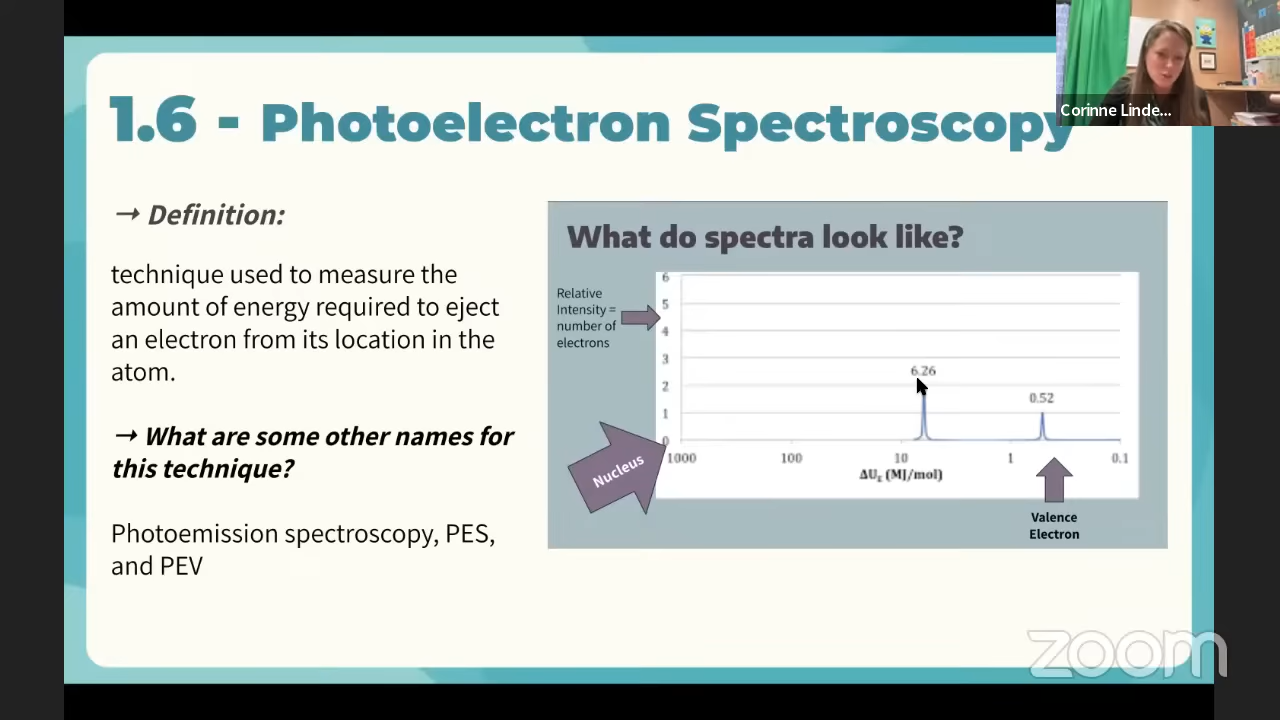 1.6 - Photoelectron Spectroscopy
Corinne Linde...
→ Definition:
technique used to measure the
amount of energy required to eject
an electron from its location in the
atom.
→ What are some other names for
this technique?
Photoemission spectroscopy, PES,
and PEV
What do spectra look like?
Relative
Intensity =
number of
electrons
6
5
4
3
2
1
0
6.26
0.52
1000 100 10 1 0.1
ΔUE (MJ/mol)
Nucleus
Valence
Electron
zoom